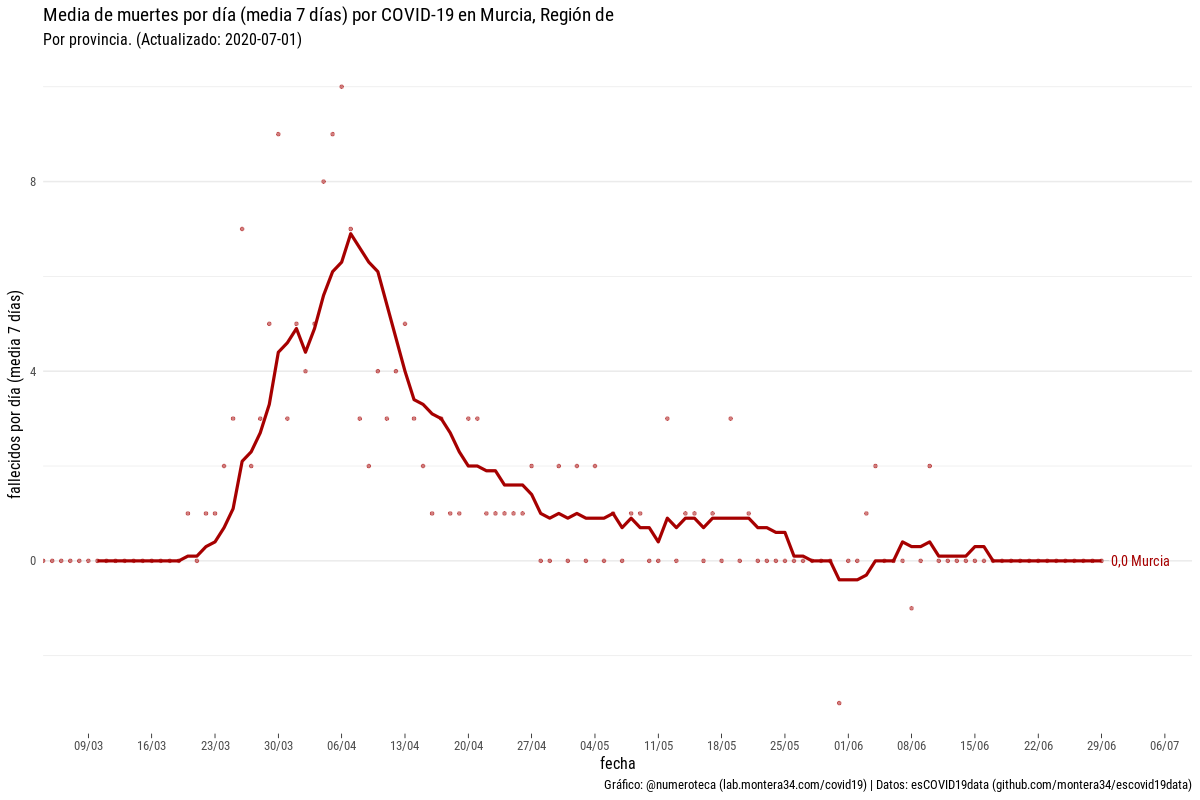 Media de muertes por día (media 7 días) por COVID-19 en Murcia, Región de
Por provincia. (Actualizado: 2020-07-01)
fallecidos por día (media 7 días)
8
4
0
0,0 Murcia
09/03 16/03 23/03 30/03 06/04 13/04 20/04 27/04 04/05 11/05 18/05 25/05 01/06 08/06 15/06 22/06 29/06 06/07
fecha
Gráfico: @numeroteca (lab.montera34.com/covid19) | Datos: esCOVID19data (github.com/montera34/escovid19data)